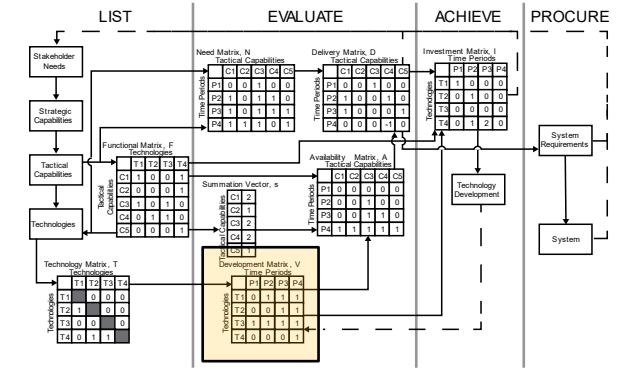 LIST EVALUATE ACHIEVE PROCURE
Stakeholder
Needs
Strategic
Capabilities
Tactical
Capabilities
Technologies
Need Matrix, N
Tactical Capabilities
Time Periods
C1 C2 C3 C4 C5
P1 0 0 1 0 0
P2 1 0 1 1 0
P3 1 0 1 0 1
P4 1 1 1 0 1
Delivery Matrix, D
Tactical Capabilities
Time Periods
C1 C2 C3 C4 C5
P1 0 0 1 0 0
P2 1 0 0 1 0
P3 1 0 0 0 1
P4 0 0 0 -1 0
Investment Matrix, I
Time Periods
Technologies
P1 P2 P3 P4
T1 1 0 0 0
T2 0 1 0 0
T3 0 0 1 0
T4 0 1 2 0
Functional Matrix, F
Technologies
Tactical
Capabilities
T1 T2 T3 T4
C1 1 0 0 1
C2 0 0 0 1
C3 1 0 1 0
C4 0 1 1 0
C5 0 0 0 1
Summation Vector, s
Tactical Capabilities
C1 2
C2 1
C3 2
C4 2
C5 1
Availability Matrix, A
Tactical Capabilities
Time Periods
C1 C2 C3 C4 C5
P1 0 0 0 0 0
P2 0 0 1 0 0
P3 1 0 1 0 0
P4 1 1 1 1 1
Technology
Development
System
Requirements
System
Technology Matrix, T
Technologies
Technologies
T1 T2 T3 T4
T1 0 0 0
T2 1 0 0
T3 0 0 0
T4 0 1 1
Development Matrix, V
Time Periods
Technologies
P1 P2 P3 P4
T1 0 1 1 1
T2 0 1 1 1
T3 0 0 1 1
T4 0 0 0 1